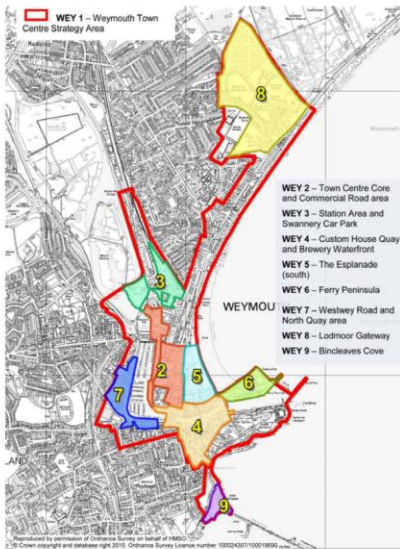 WEY 1 – Weymouth Town
Centre Strategy Area
8
WEY 2 – Town Centre Core
and Commercial Road area
WEY 3 – Station Area and
Swannery Car Park
WEY 4 – Custom House Quay
and Brewery Waterfront
WEY 5 – The Esplanade
(south)
WEY 6 – Ferry Peninsula
WEY 7 – Westwey Road and
North Quay area
WEY 8 – Lodmoor Gateway
WEY 9 – Bincleaves Cove
3
WEYMOUTH
2
5
6
7
4
9
Reproduced by permission of Ordnance Survey on behalf of HMSO.
© Crown copyright and database right 2015. Ordnance Survey Licence number 100024307/100019690.